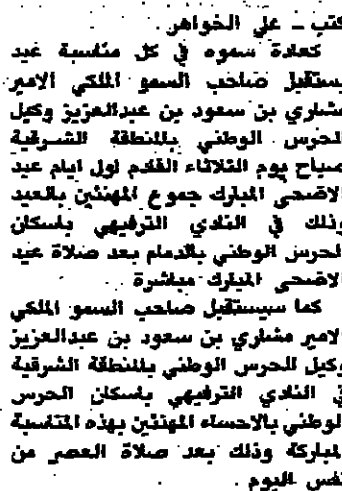 كتب ـ علي الخواهر .
كعادة سموه في كل مناسبة عيد
يستقبل صاحب السمو الملكي الامير
مشاري بن سعود بن عبدالعزيز وكيل
الحرس الوطني بالمنطقة الشرقية
صباح يوم الثلاثاء القادم اول ايام عيد
الاضحى المبارك جموع المهنئين بالعيد
وذلك في النادي الترفيهي باسكان
الحرس الوطني بالدمام بعد صلاة عيد
الاضحى المبارك مباشرة .
كما سيستقبل صاحب السمو الملكي
الامير مشاري بن سعود بن عبدالعزيز
وكيل الحرس الوطني بالمنطقة الشرقية
في النادي الترفيهي باسكان الحرس
الوطني بالاحساء المهنئين بهذه المناسبة
المباركة وذلك بعد صلاة العصر من
نفس اليوم .